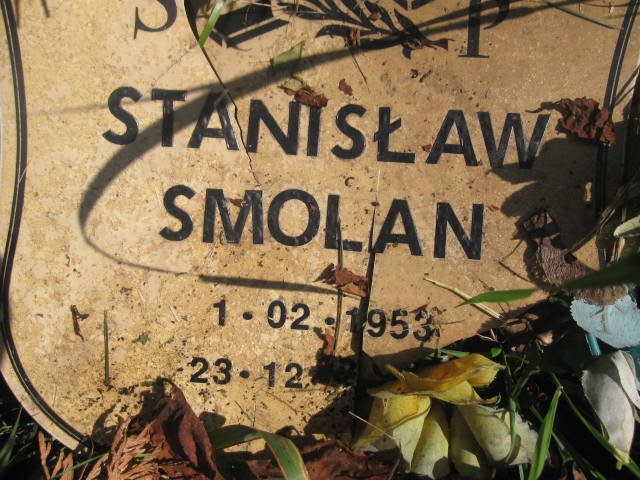 S P
STANISŁAW
SMOLAN
1 · 02 · 1953
23 · 12 ·